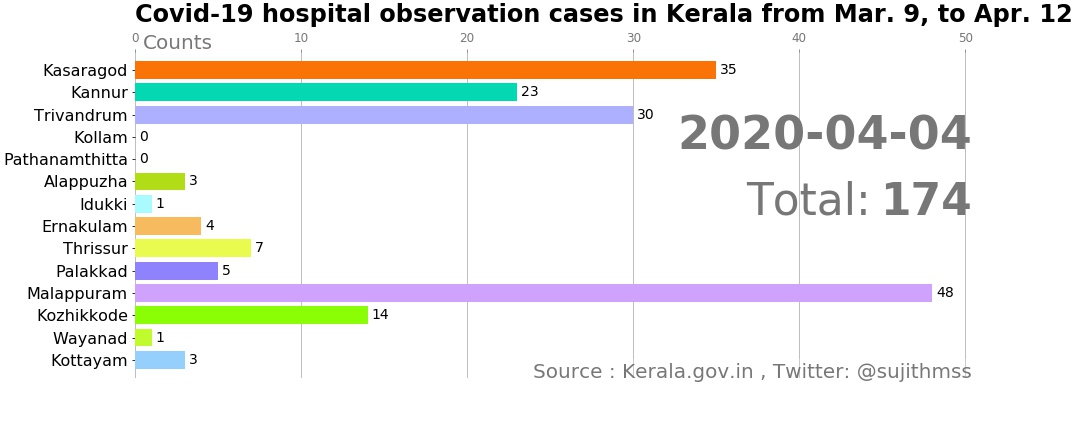 Covid-19 hospital observation cases in Kerala from Mar. 9, to Apr. 12
0 10 20 30 40 50
Counts
Kasaragod 35
Kannur 23
Trivandrum 30
2020-04-04
Kollam 0
Pathanamthitta 0
Alappuzha 3
Total: 174
Idukki 1
Ernakulam 4
Thrissur 7
Palakkad 5
Malappuram 48
Kozhikkode 14
Wayanad 1
Kottayam 3
Source : Kerala.gov.in , Twitter: @sujithmss